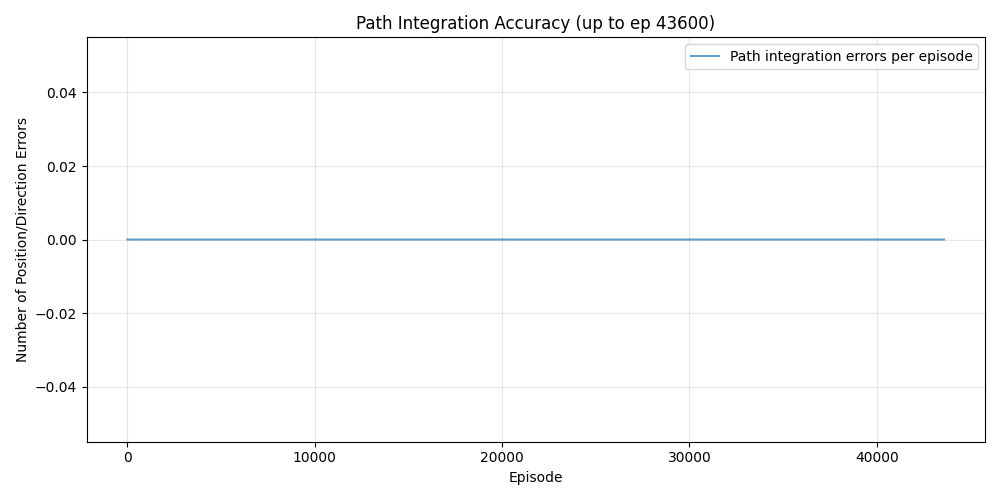 Path Integration Accuracy (up to ep 43600)
Path integration errors per episode
Number of Position/Direction Errors
0.04
0.02
0.00
−0.02
−0.04
0
10000
20000
30000
40000
Episode